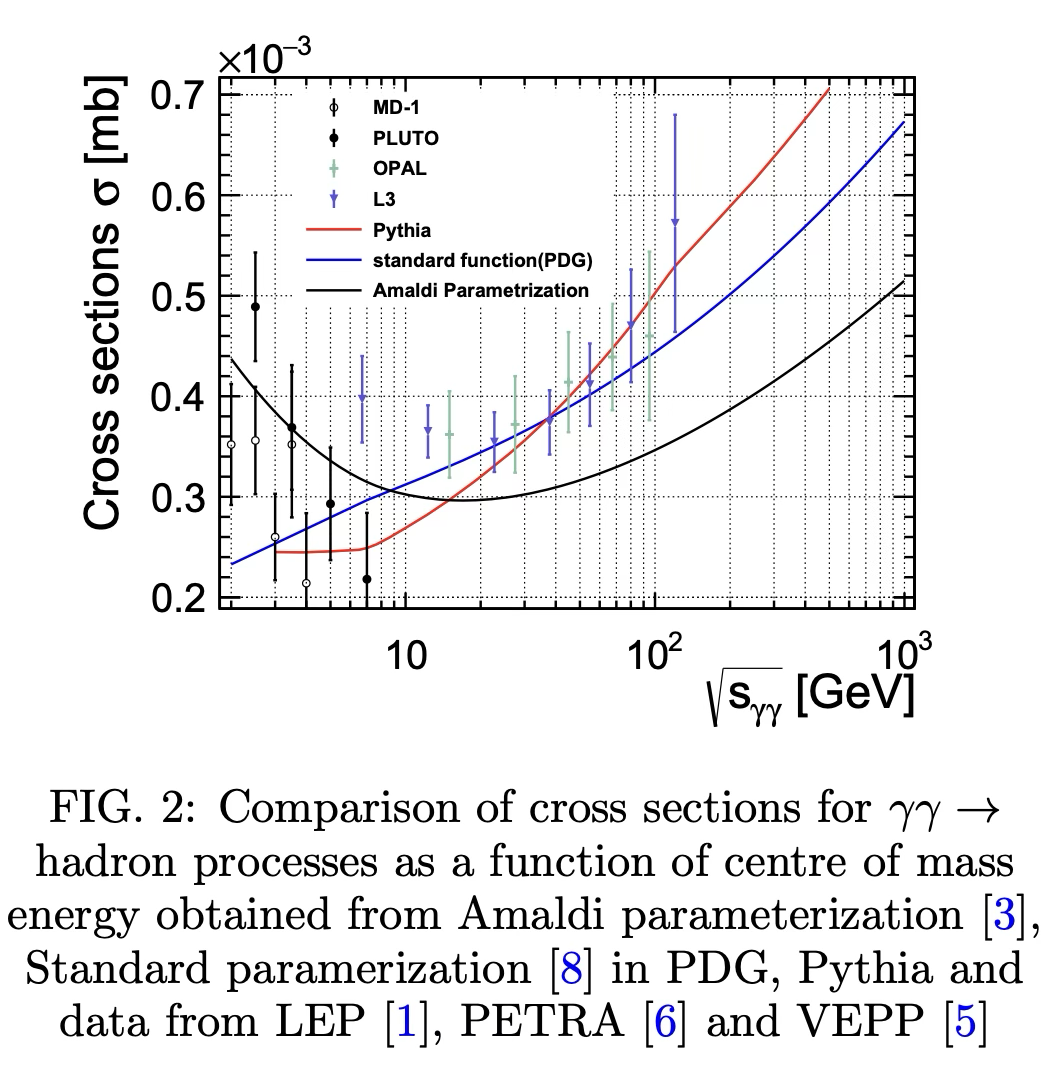 ×10⁻³
Cross sections σ [mb]
0.7
0.6
0.5
0.4
0.3
0.2
MD-1
PLUTO
OPAL
L3
Pythia
standard function(PDG)
Amaldi Parametrization
10 10² 10³
√s_γγ [GeV]
FIG. 2: Comparison of cross sections for γγ →
hadron processes as a function of centre of mass
energy obtained from Amaldi parameterization [3],
Standard paramerization [8] in PDG, Pythia and
data from LEP [1], PETRA [6] and VEPP [5]